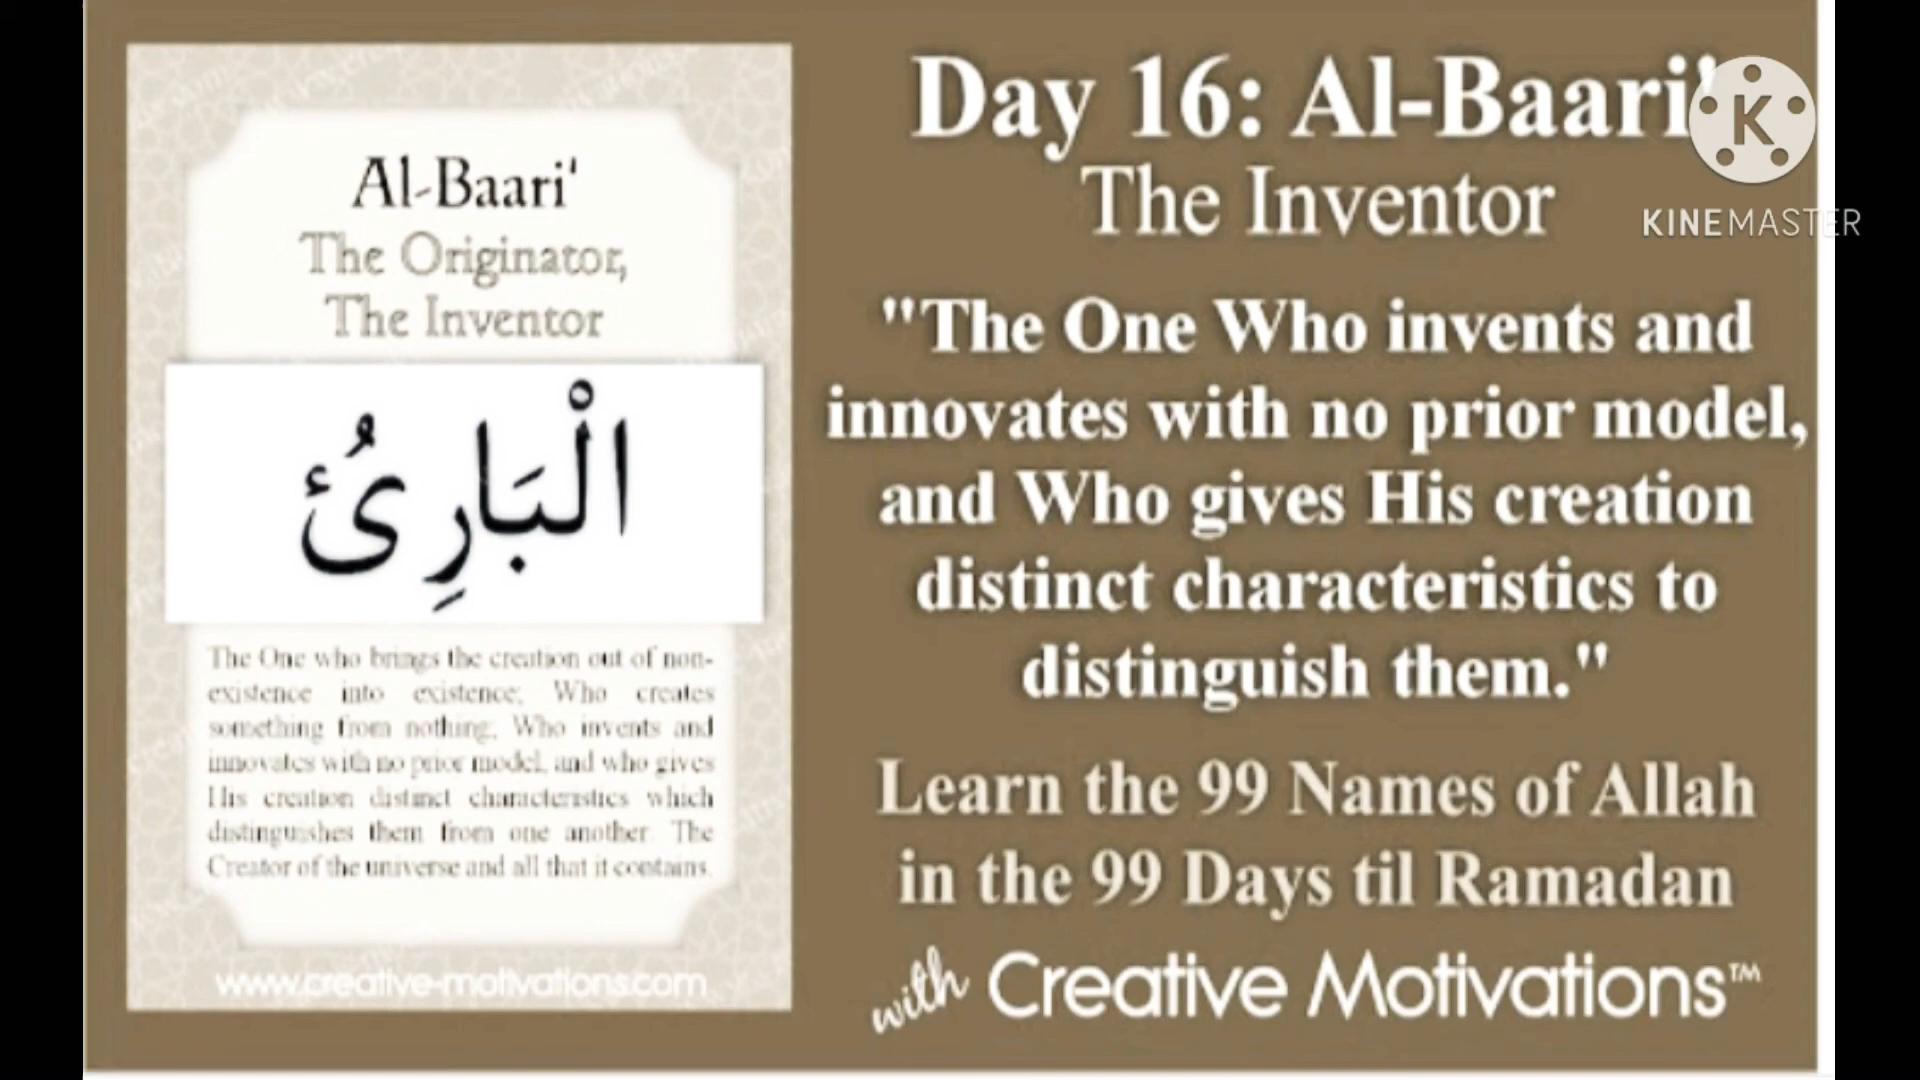 Al-Baari'
The Originator,
The Inventor
الْبَارِئُ
The One who brings the creation out of non-
existence into existence; Who creates
something from nothing; Who invents and
innovates with no prior model, and who gives
His creation distinct characteristics which
distinguishes them from one another. The
Creator of the universe and all that it contains.
www.creative-motivations.com
Day 16: Al-Baari'
The Inventor
"The One Who invents and
innovates with no prior model,
and Who gives His creation
distinct characteristics to
distinguish them."
Learn the 99 Names of Allah
in the 99 Days til Ramadan
with Creative Motivations™
K
KINEMASTER